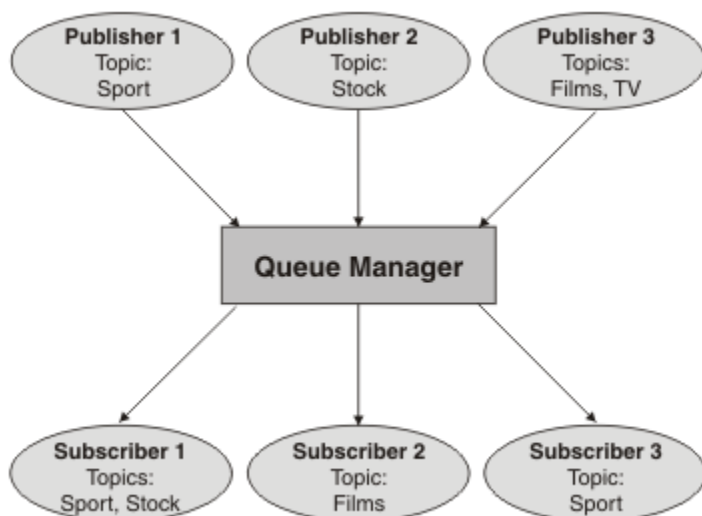 Publisher 1
Topic:
Sport
Publisher 2
Topic:
Stock
Publisher 3
Topics:
Films, TV
Queue Manager
Subscriber 1
Topics:
Sport, Stock
Subscriber 2
Topic:
Films
Subscriber 3
Topic:
Sport